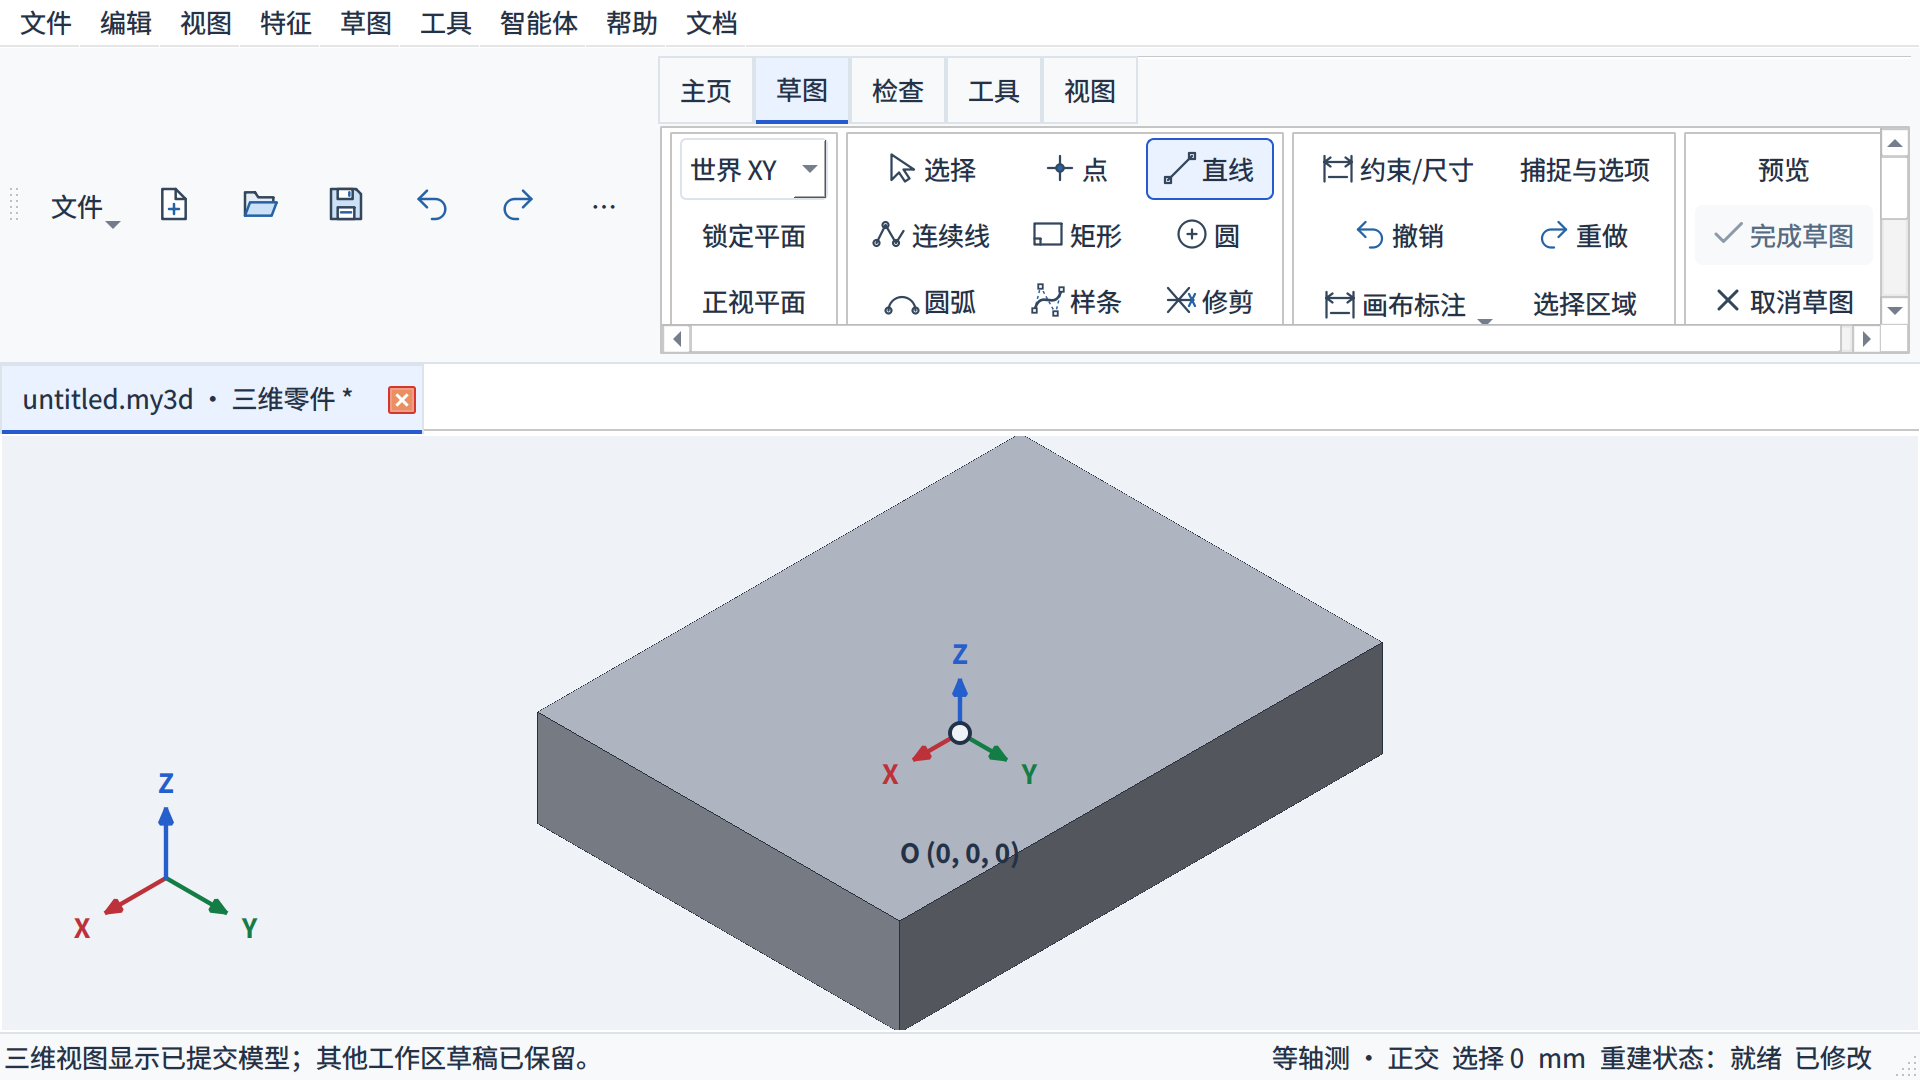 文件 编辑 视图 特征 草图 工具 智能体 帮助 文档
主页 草图 检查 工具 视图
世界 XY 选择 点 直线 约束/尺寸 捕捉与选项 预览
文件 ...
锁定平面 连续线 矩形 圆 撤销 重做 完成草图
正视平面 圆弧 样条 修剪 画布标注 选择区域 取消草图
untitled.my3d • 三维零件 *
Z
X Y
O (0, 0, 0)
Z
X Y
三维视图显示已提交模型；其他工作区草稿已保留。 等轴测 • 正交 选择 0 mm 重建状态：就绪 已修改